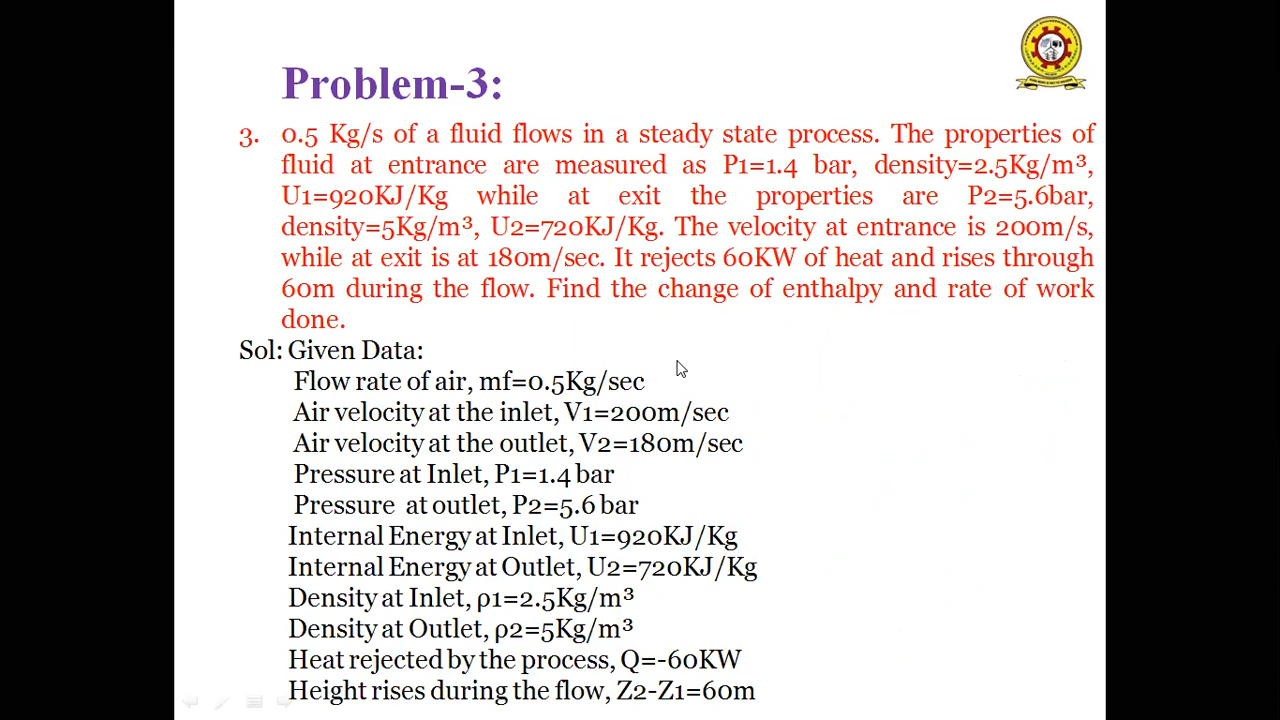 Problem-3:
3. 0.5 Kg/s of a fluid flows in a steady state process. The properties of
fluid at entrance are measured as P1=1.4 bar, density=2.5Kg/m³,
U1=920KJ/Kg while at exit the properties are P2=5.6bar,
density=5Kg/m³, U2=720KJ/Kg. The velocity at entrance is 200m/s,
while at exit is at 180m/sec. It rejects 60KW of heat and rises through
60m during the flow. Find the change of enthalpy and rate of work
done.
Sol: Given Data:
Flow rate of air, mf=0.5Kg/sec
Air velocity at the inlet, V1=200m/sec
Air velocity at the outlet, V2=180m/sec
Pressure at Inlet, P1=1.4 bar
Pressure at outlet, P2=5.6 bar
Internal Energy at Inlet, U1=920KJ/Kg
Internal Energy at Outlet, U2=720KJ/Kg
Density at Inlet, ρ1=2.5Kg/m³
Density at Outlet, ρ2=5Kg/m³
Heat rejected by the process, Q=-60KW
Height rises during the flow, Z2-Z1=60m